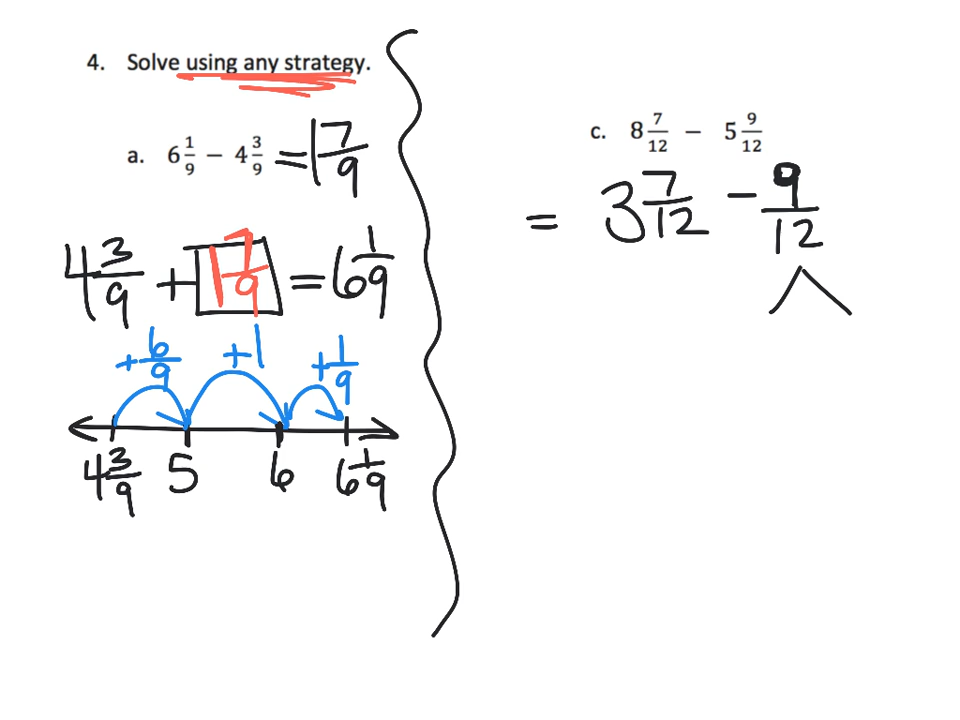 4. Solve using any strategy.
a. 6 1/9 − 4 3/9 = 1 7/9
4 3/9 + 1 7/9 = 6 1/9
+6/9 +1 +1/9
4 3/9 5 6 6 1/9
c. 8 7/12 − 5 9/12
= 3 7/12 − 9/12